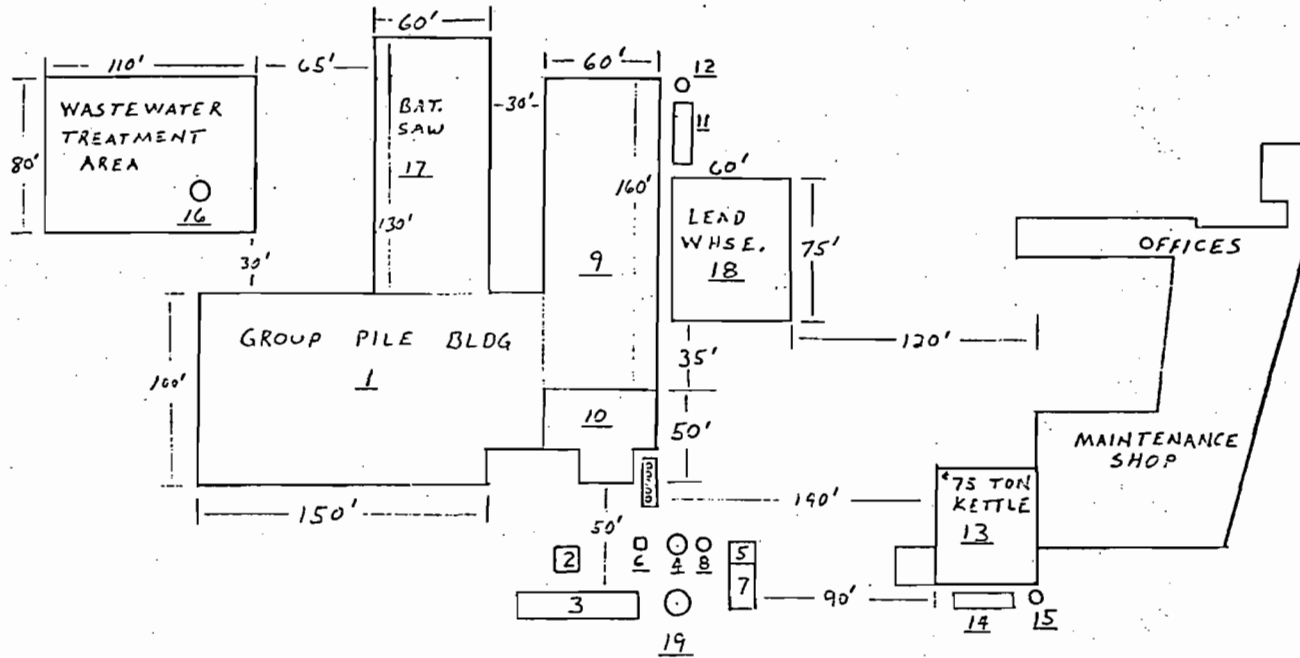 60'
110'
65'
60'
12
WASTEWATER
TREATMENT
AREA
80'
16
30'
BAT.
SAW
17
130'
30'
160'
9
11
60'
LEAD
WHSE.
18
75'
OFFICES
GROUP PILE BLDG
1
100'
150'
120'
35'
10
50'
MAINTENANCE
SHOP
75 TON
KETTLE
13
190'
50'
2
6
4
8
5
7
3
19
90'
14
15